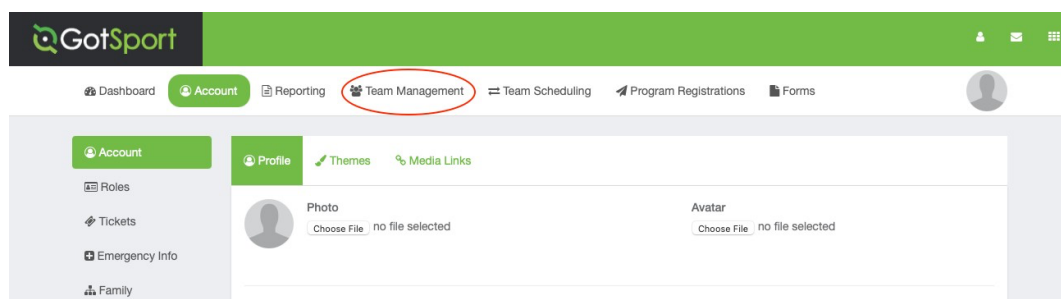 GotSport
Dashboard Account Reporting Team Management Team Scheduling Program Registrations Forms
Account
Roles
Tickets
Emergency Info
Family
Profile Themes Media Links
Photo Avatar
Choose File no file selected Choose File no file selected